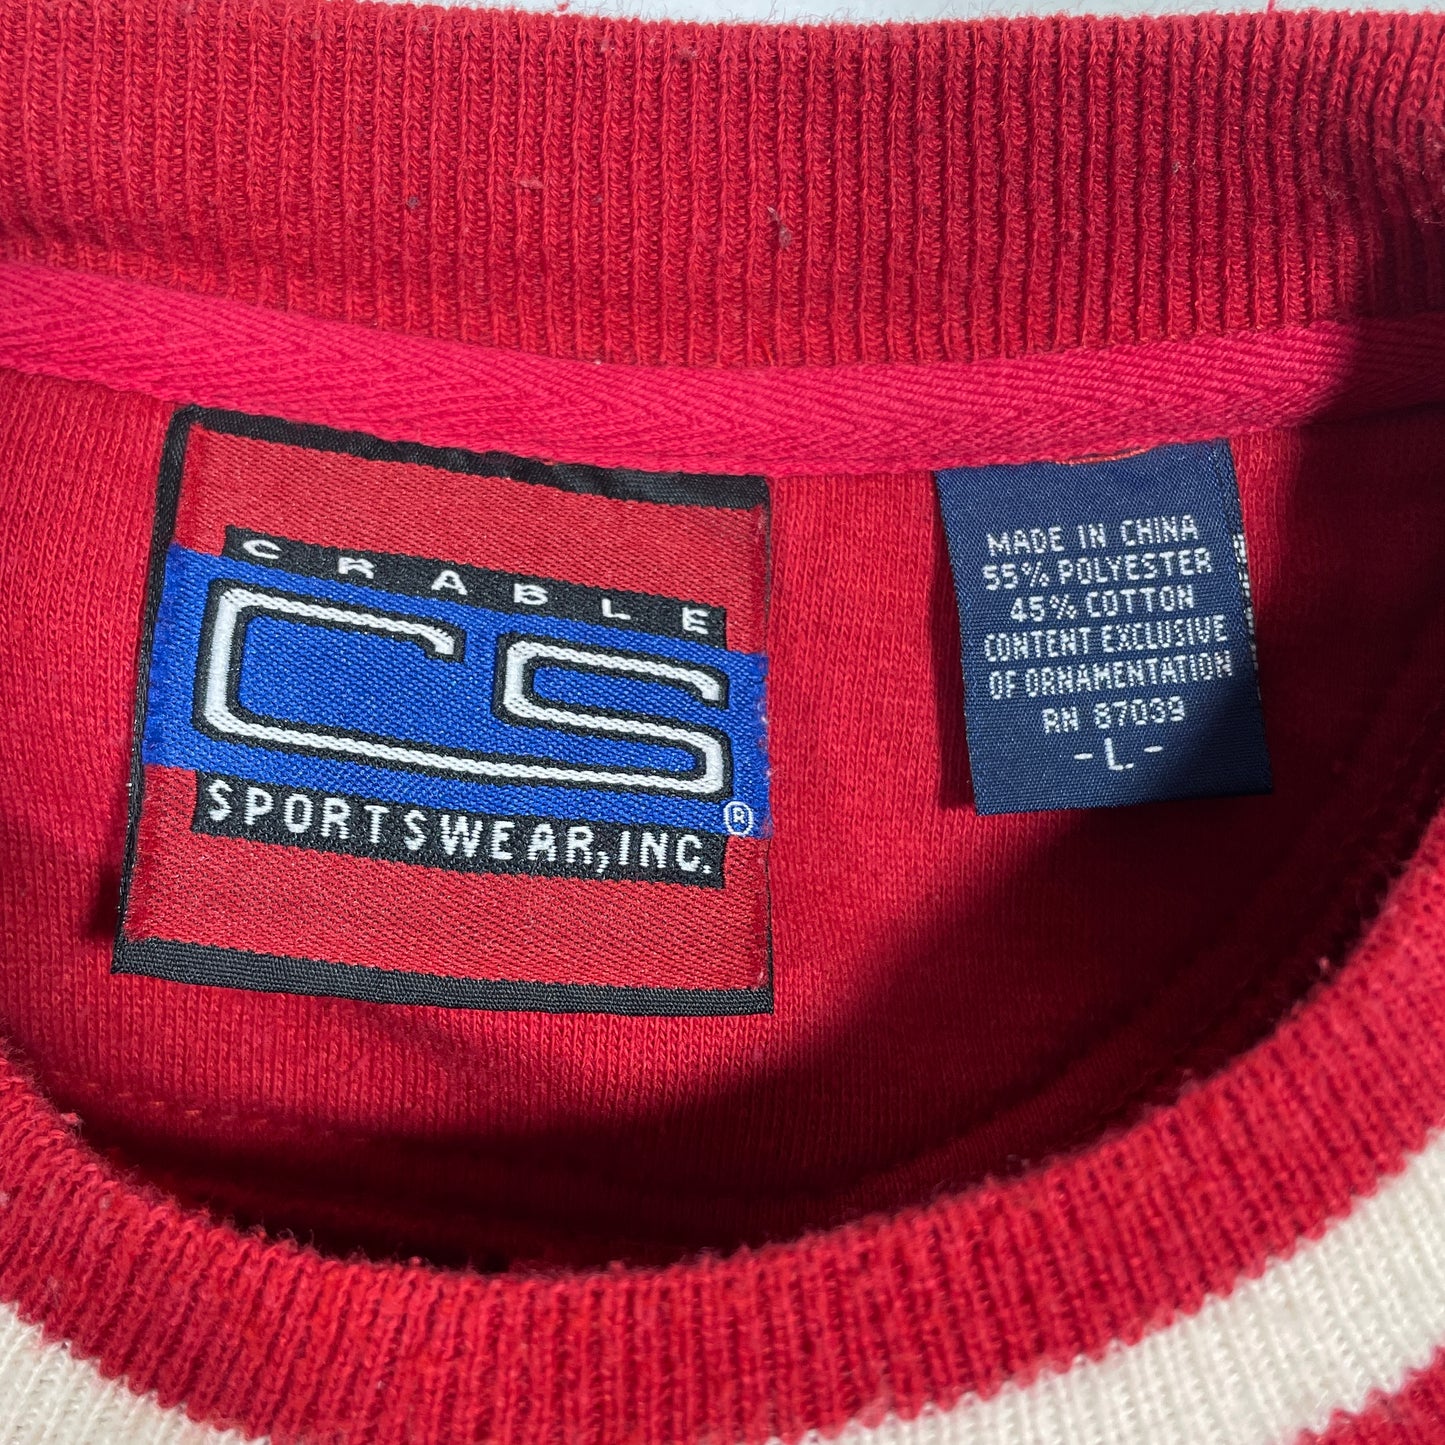 CRABLE
CS
SPORTSWEAR, INC.
®
MADE IN CHINA
55% POLYESTER
45% COTTON
CONTENT EXCLUSIVE
OF ORNAMENTATION
RN 87039
- L -